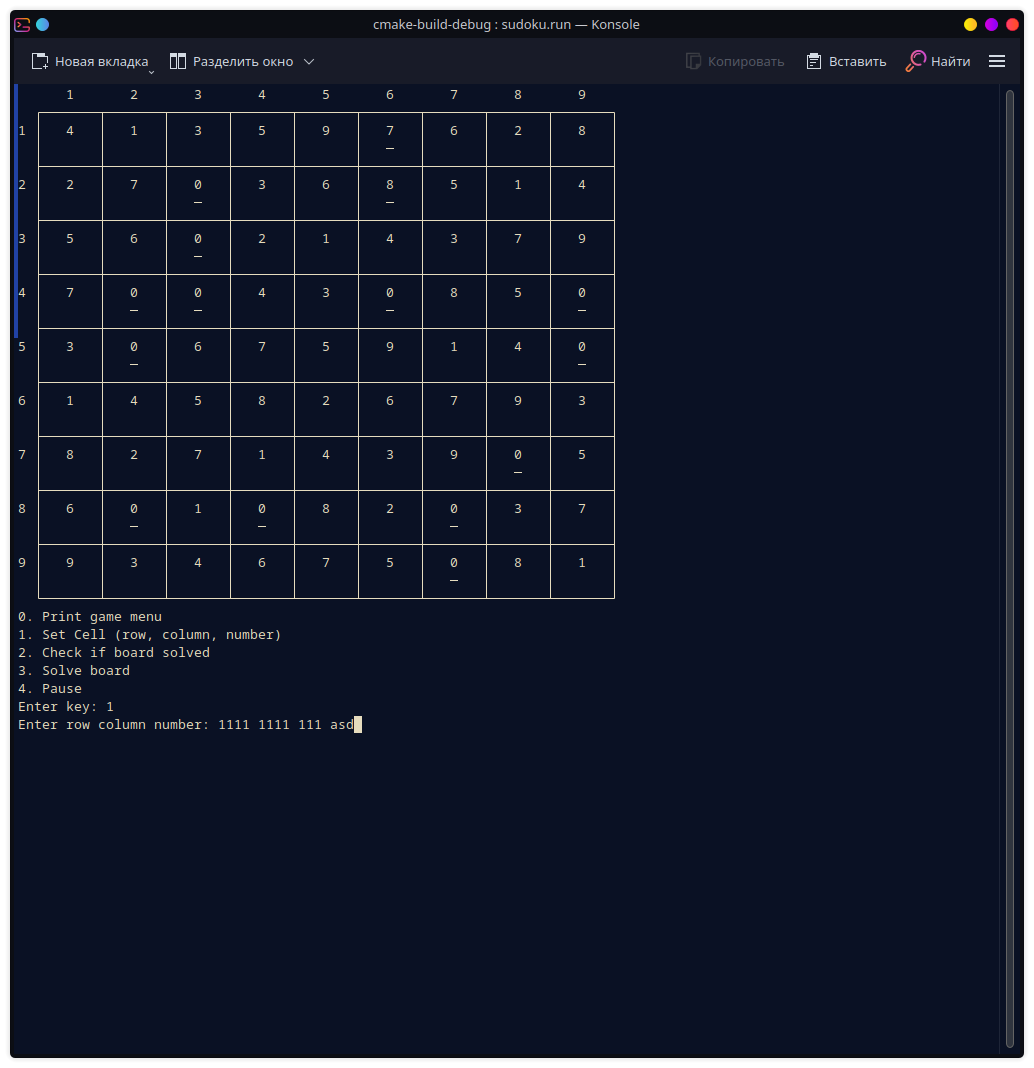 cmake-build-debug : sudoku.run — Konsole
Новая вкладка Разделить окно Копировать Вставить Найти
1 2 3 4 5 6 7 8 9
1 4 1 3 5 9 7 6 2 8
2 2 7 0 3 6 8 5 1 4
3 5 6 0 2 1 4 3 7 9
4 7 0 0 4 3 0 8 5 0
5 3 0 6 7 5 9 1 4 0
6 1 4 5 8 2 6 7 9 3
7 8 2 7 1 4 3 9 0 5
8 6 0 1 0 8 2 0 3 7
9 9 3 4 6 7 5 0 8 1
0. Print game menu
1. Set Cell (row, column, number)
2. Check if board solved
3. Solve board
4. Pause
Enter key: 1
Enter row column number: 1111 1111 111 asd